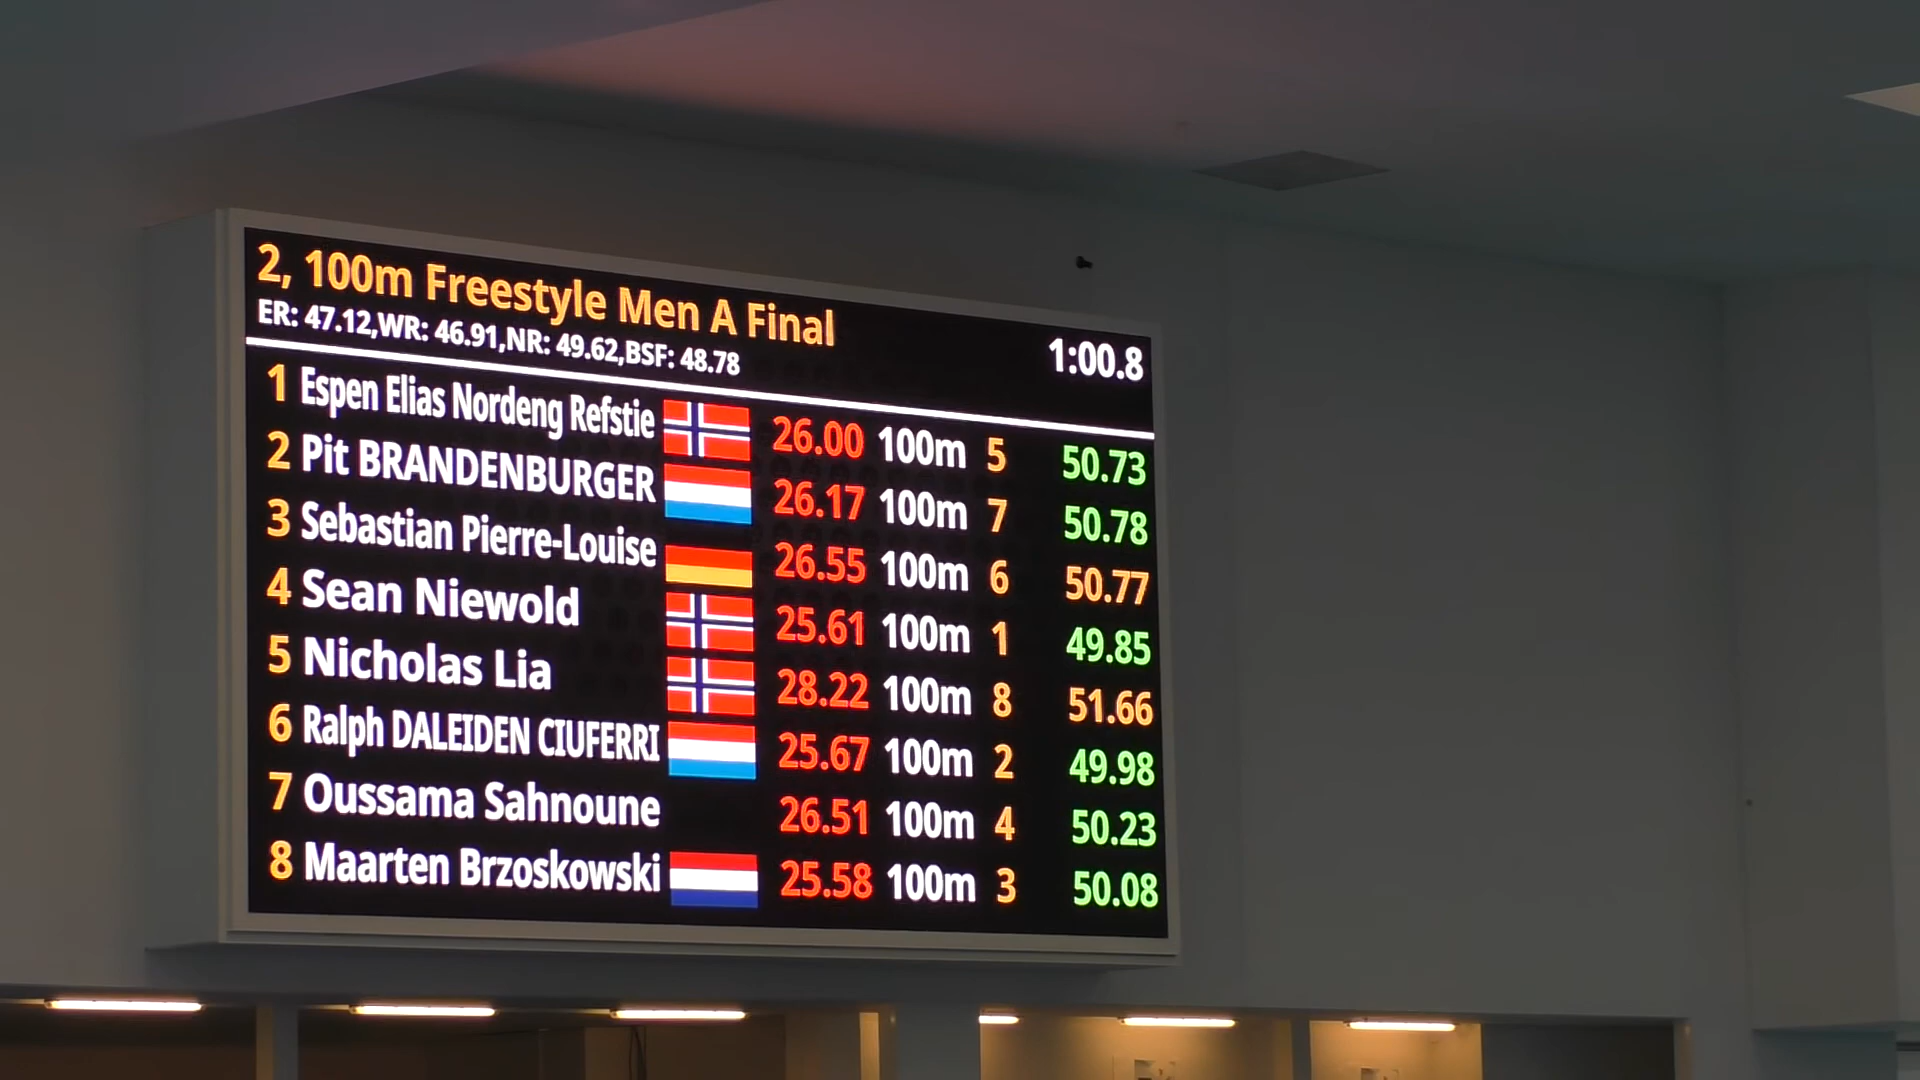 2, 100m Freestyle Men A Final
ER: 47.12,WR: 46.91,NR: 49.62,BSF: 48.78
1:00.8
1 Espen Elias Nordeng Refstie 26.00 100m 5 50.73
2 Pit BRANDENBURGER 26.17 100m 7 50.78
3 Sebastian Pierre-Louise 26.55 100m 6 50.77
4 Sean Niewold 25.61 100m 1 49.85
5 Nicholas Lia 28.22 100m 8 51.66
6 Ralph DALEIDEN CIUFERRI 25.67 100m 2 49.98
7 Oussama Sahnoune 26.51 100m 4 50.23
8 Maarten Brzoskowski 25.58 100m 3 50.08